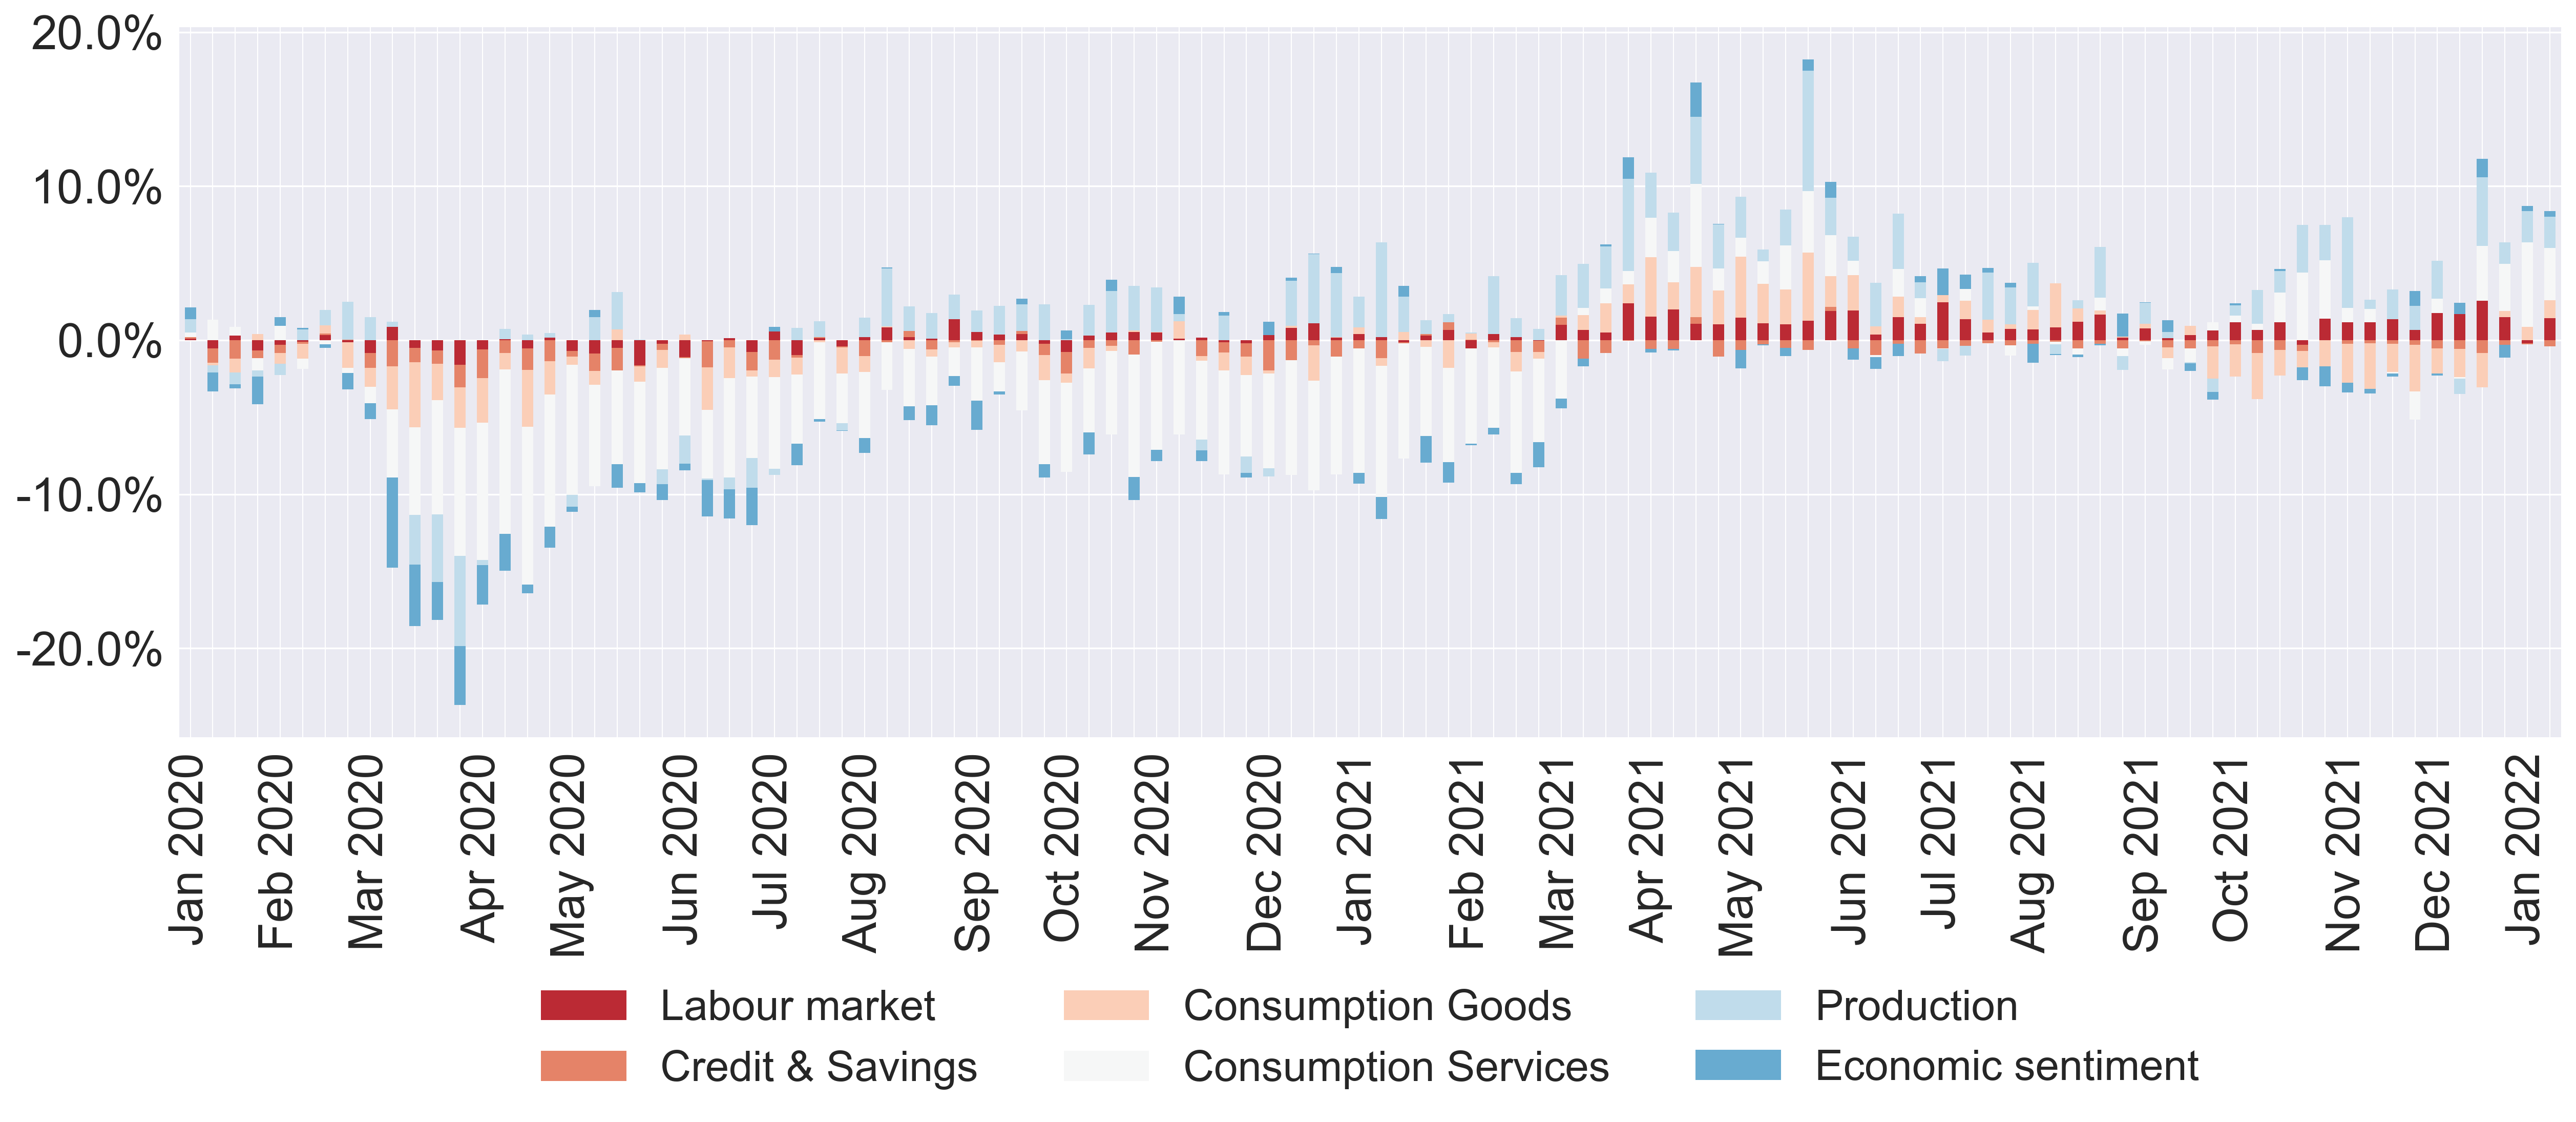 20.0%
10.0%
0.0%
-10.0%
-20.0%
Jan 2020
Feb 2020
Mar 2020
Apr 2020
May 2020
Jun 2020
Jul 2020
Aug 2020
Sep 2020
Oct 2020
Nov 2020
Dec 2020
Jan 2021
Feb 2021
Mar 2021
Apr 2021
May 2021
Jun 2021
Jul 2021
Aug 2021
Sep 2021
Oct 2021
Nov 2021
Dec 2021
Jan 2022
Labour market
Consumption Goods
Production
Credit & Savings
Consumption Services
Economic sentiment